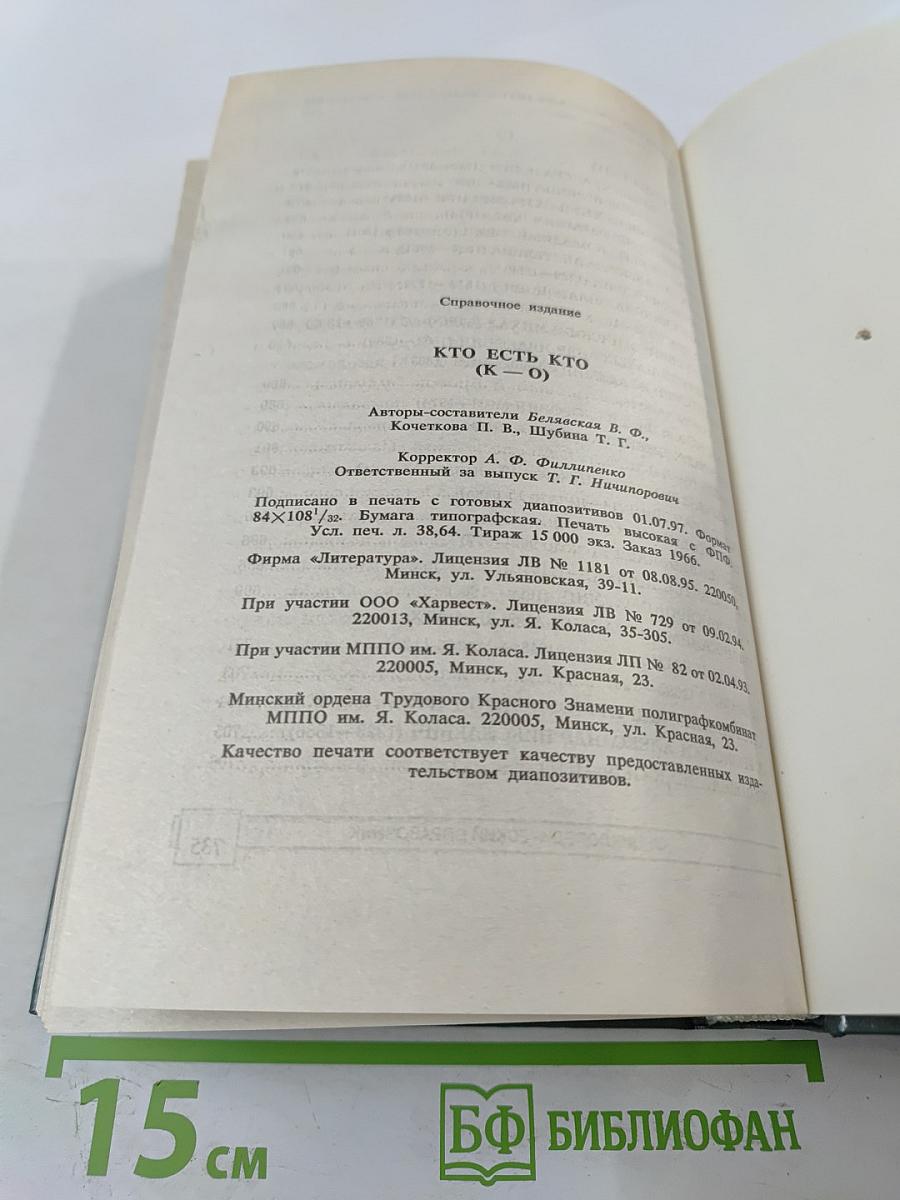 Справочное издание
КТО ЕСТЬ КТО
(К — О)
Авторы-составители Белявская В. Ф.,
Кочеткова П. В., Шубина Т. Г.
Корректор А. Ф. Филлипенко
Ответственный за выпуск Т. Г. Ничипорович
Подписано в печать с готовых диапозитивов 01.07.97. Формат
84×108¹/₃₂. Бумага типографская. Печать высокая с ФПФ.
Усл. печ. л. 38,64. Тираж 15 000 экз. Заказ 1966.
Фирма «Литература». Лицензия ЛВ № 1181 от 08.08.95. 220050,
Минск, ул. Ульяновская, 39-11.
При участии ООО «Харвест». Лицензия ЛВ № 729 от 09.02.94.
220013, Минск, ул. Я. Коласа, 35-305.
При участии МППО им. Я. Коласа. Лицензия ЛП № 82 от 02.04.93.
220005, Минск, ул. Красная, 23.
Минский ордена Трудового Красного Знамени полиграфкомбинат
МППО им. Я. Коласа. 220005, Минск, ул. Красная, 23.
Качество печати соответствует качеству предоставленных изда-
тельством диапозитивов.
735
15 см
БФ БИБЛИОФАН